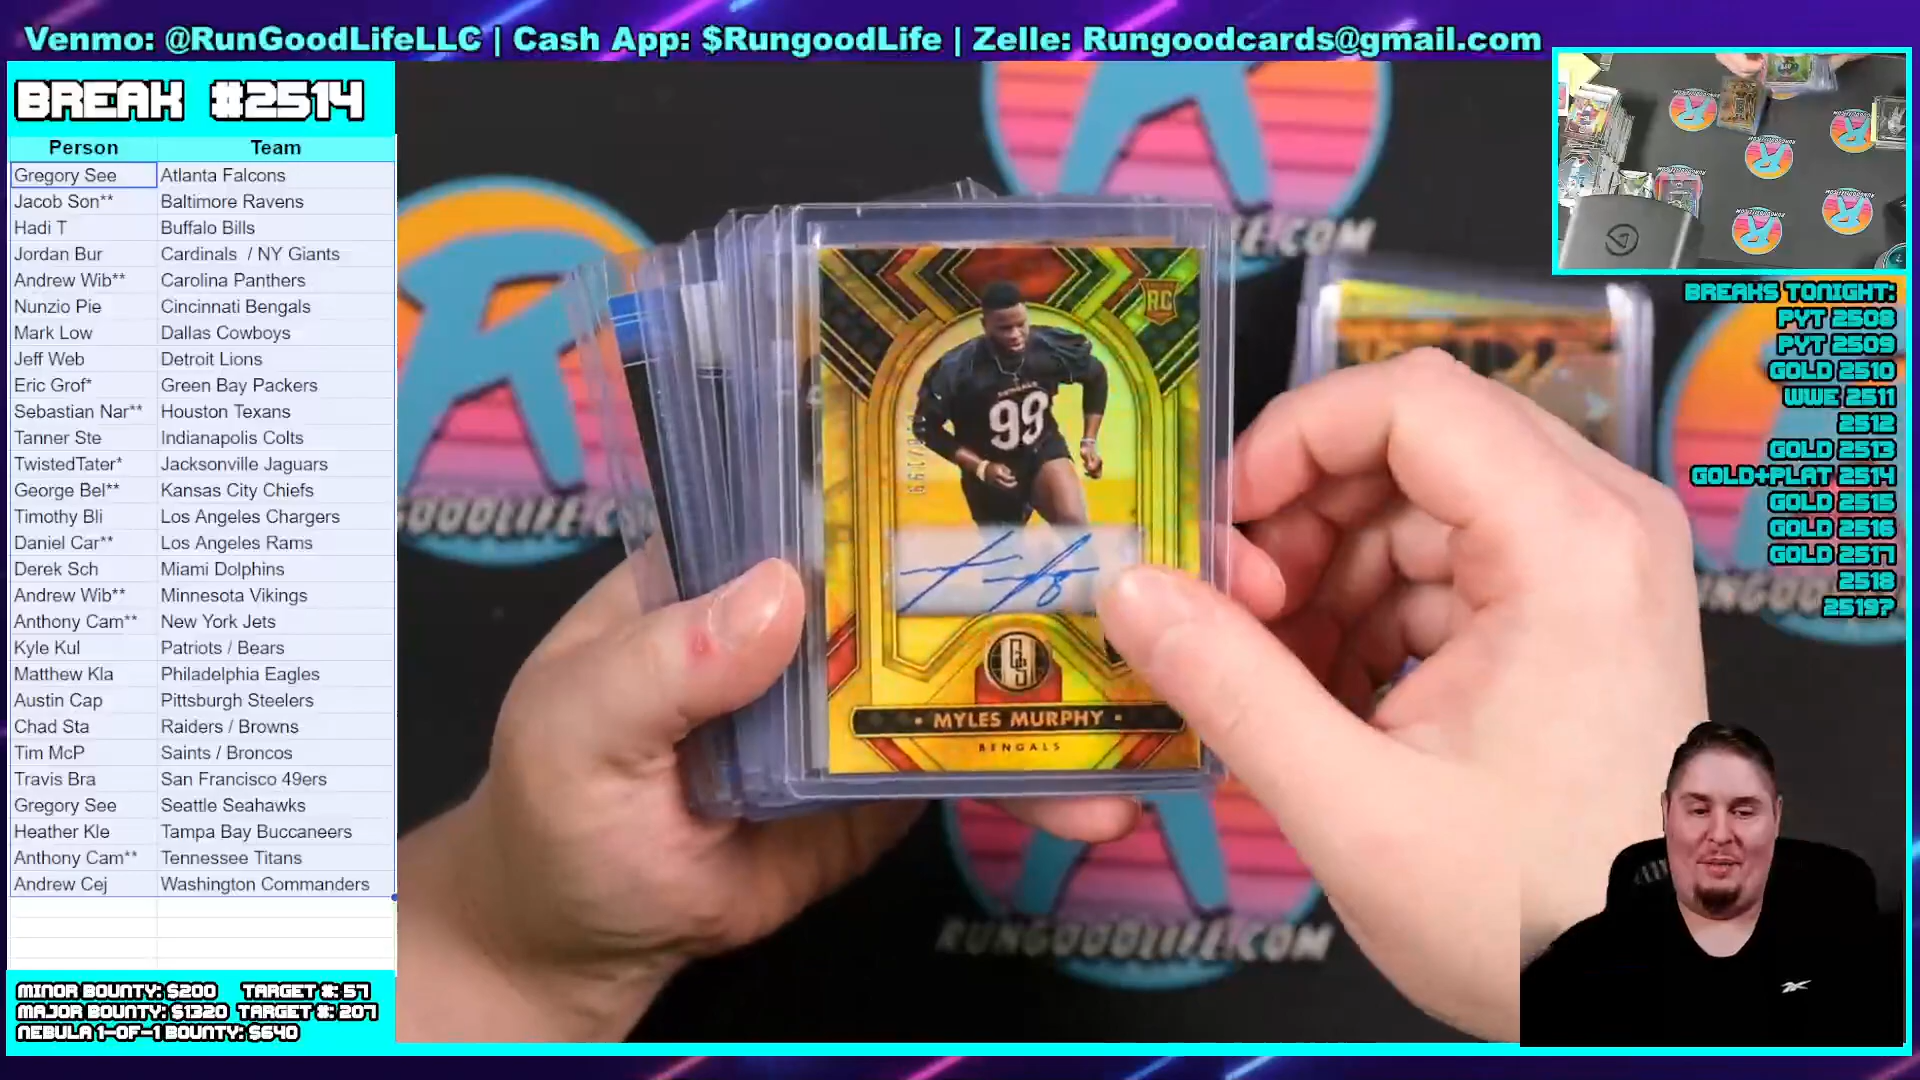 Venmo: @RunGoodLifeLLC | Cash App: $RungoodLife | Zelle: Rungoodcards@gmail.com
BREAK #2514
Person Team
Gregory See Atlanta Falcons
Jacob Son** Baltimore Ravens
Hadi T Buffalo Bills
Jordan Bur Cardinals / NY Giants
Andrew Wib** Carolina Panthers
Nunzio Pie Cincinnati Bengals
Mark Low Dallas Cowboys
Jeff Web Detroit Lions
Eric Grof* Green Bay Packers
Sebastian Nar** Houston Texans
Tanner Ste Indianapolis Colts
TwistedTater* Jacksonville Jaguars
George Bel** Kansas City Chiefs
Timothy Bli Los Angeles Chargers
Daniel Car** Los Angeles Rams
Derek Sch Miami Dolphins
Andrew Wib** Minnesota Vikings
Anthony Cam** New York Jets
Kyle Kul Patriots / Bears
Matthew Kla Philadelphia Eagles
Austin Cap Pittsburgh Steelers
Chad Sta Raiders / Browns
Tim McP Saints / Broncos
Travis Bra San Francisco 49ers
Gregory See Seattle Seahawks
Heather Kle Tampa Bay Buccaneers
Anthony Cam** Tennessee Titans
Andrew Cej Washington Commanders
MINOR BOUNTY: $200 TARGET #: 57
MAJOR BOUNTY: $1320 TARGET #: 207
NEBULA 1-OF-1 BOUNTY: $640
RC
BENGALS
99
GS
• MYLES MURPHY •
BENGALS
RUNGOODLIFE.COM
BREAKS TONIGHT:
PYT 2508
PYT 2509
GOLD 2510
WWE 2511
2512
GOLD 2513
GOLD+PLAT 2514
GOLD 2515
GOLD 2516
GOLD 2517
2518
2519?